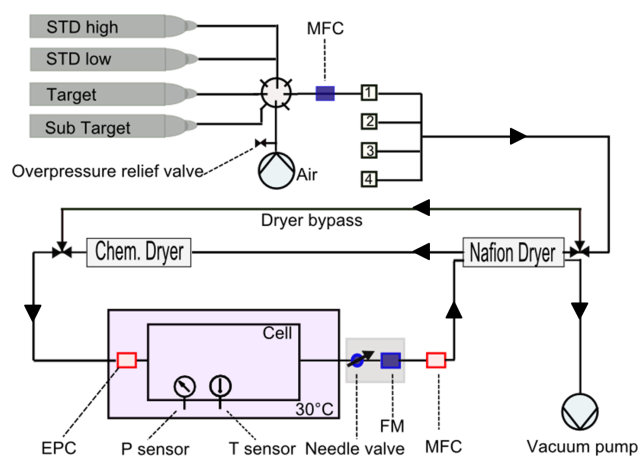 STD high
MFC
STD low
Target
1
2
Sub Target
3
Overpressure relief valve
Air
4
Dryer bypass
Chem. Dryer
Nafion Dryer
Cell
30°C
FM
EPC
P sensor
T sensor
Needle valve
MFC
Vacuum pump